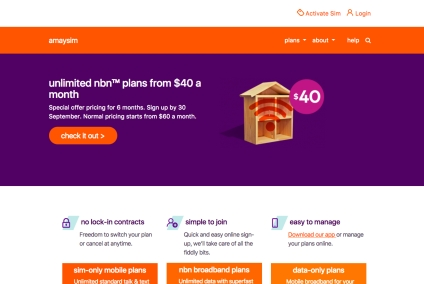 Activate Sim Login
amaysim plans about help
unlimited nbn™ plans from $40 a
month
Special offer pricing for 6 months. Sign up by 30
September. Normal pricing starts from $60 a month.
check it out >
$40
no lock-in contracts
Freedom to switch your plan
or cancel at anytime.
simple to join
Quick and easy online sign-
up, we'll take care of all the
fiddly bits.
easy to manage
Download our app or manage
your plans online.
sim-only mobile plans
Unlimited standard talk & text
nbn broadband plans
Unlimited data with superfast
data-only plans
Mobile broadband for your